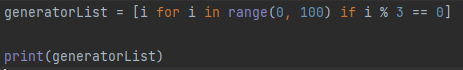 generatorList = [i for i in range(0, 100) if i % 3 == 0]
print(generatorList)